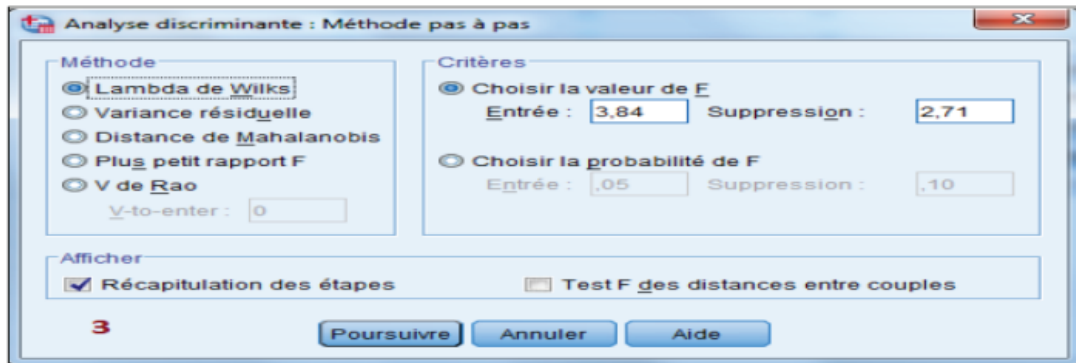 Analyse discriminante : Méthode pas à pas
Méthode
Lambda de Wilks
Variance résiduelle
Distance de Mahalanobis
Plus petit rapport F
V de Rao
V-to-enter : 0
Critères
Choisir la valeur de F
Entrée : 3,84 Suppression : 2,71
Choisir la probabilité de F
Entrée : ,05 Suppression : ,10
Afficher
Récapitulation des étapes
Test F des distances entre couples
3
Poursuivre Annuler Aide